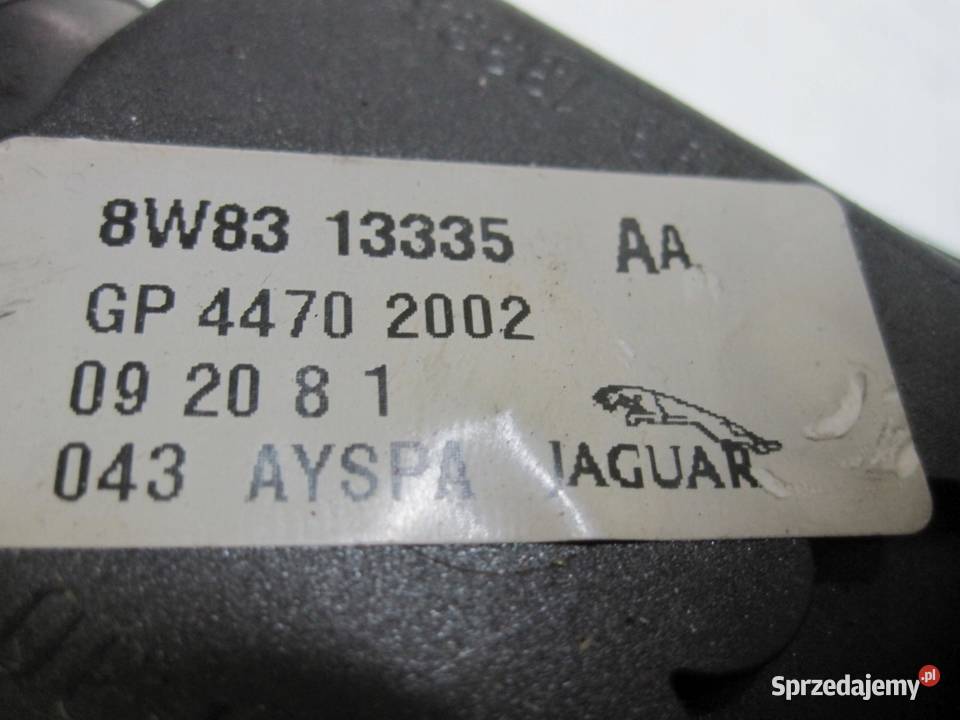 8W83 13335 AA
GP 4470 2002
09 20 8 1
043 AYSPA JAGUAR
Sprzedajemy.pl